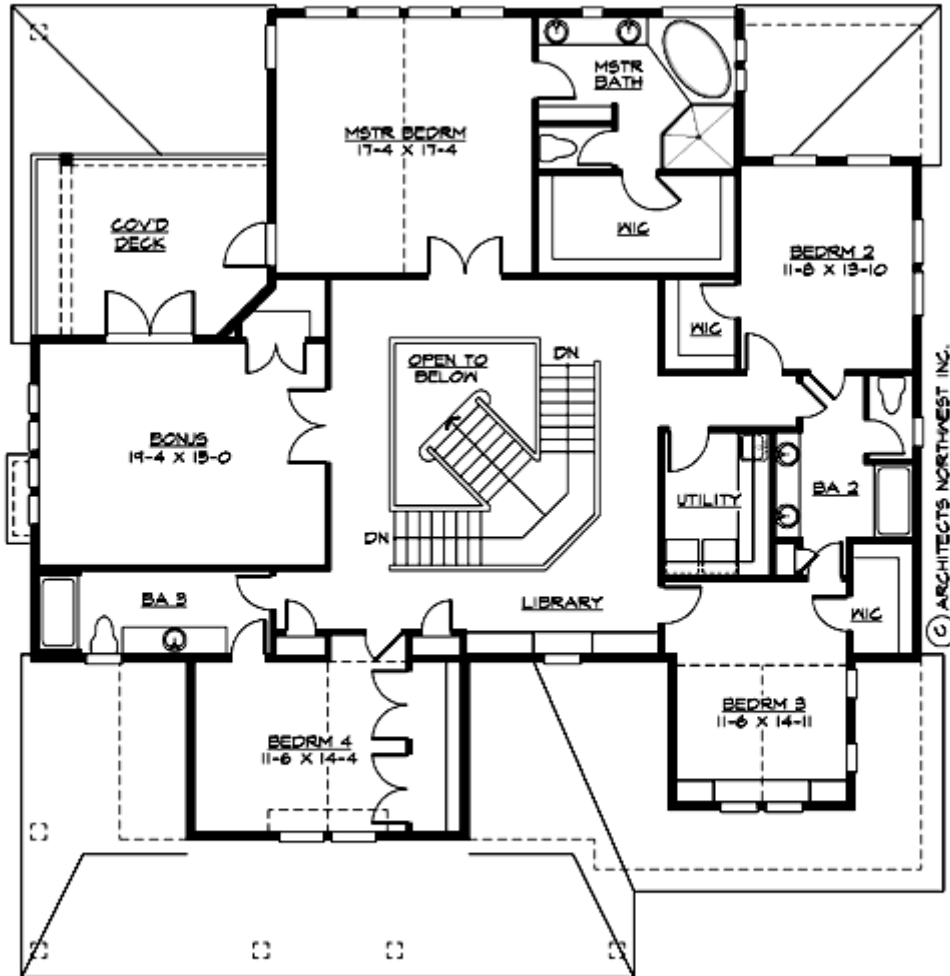 MSTR
BATH
MSTR BEDRM
17-4 X 17-4
COV'D
DECK
WIC
BEDRM 2
11-8 X 13-10
WIC
OPEN TO
BELOW
DN
BONUS
19-4 X 15-0
UTILITY
BA 2
DN
BA 3
LIBRARY
WIC
BEDRM 3
11-6 X 14-11
BEDRM 4
11-6 X 14-4
© ARCHITECTS NORTHWEST INC.